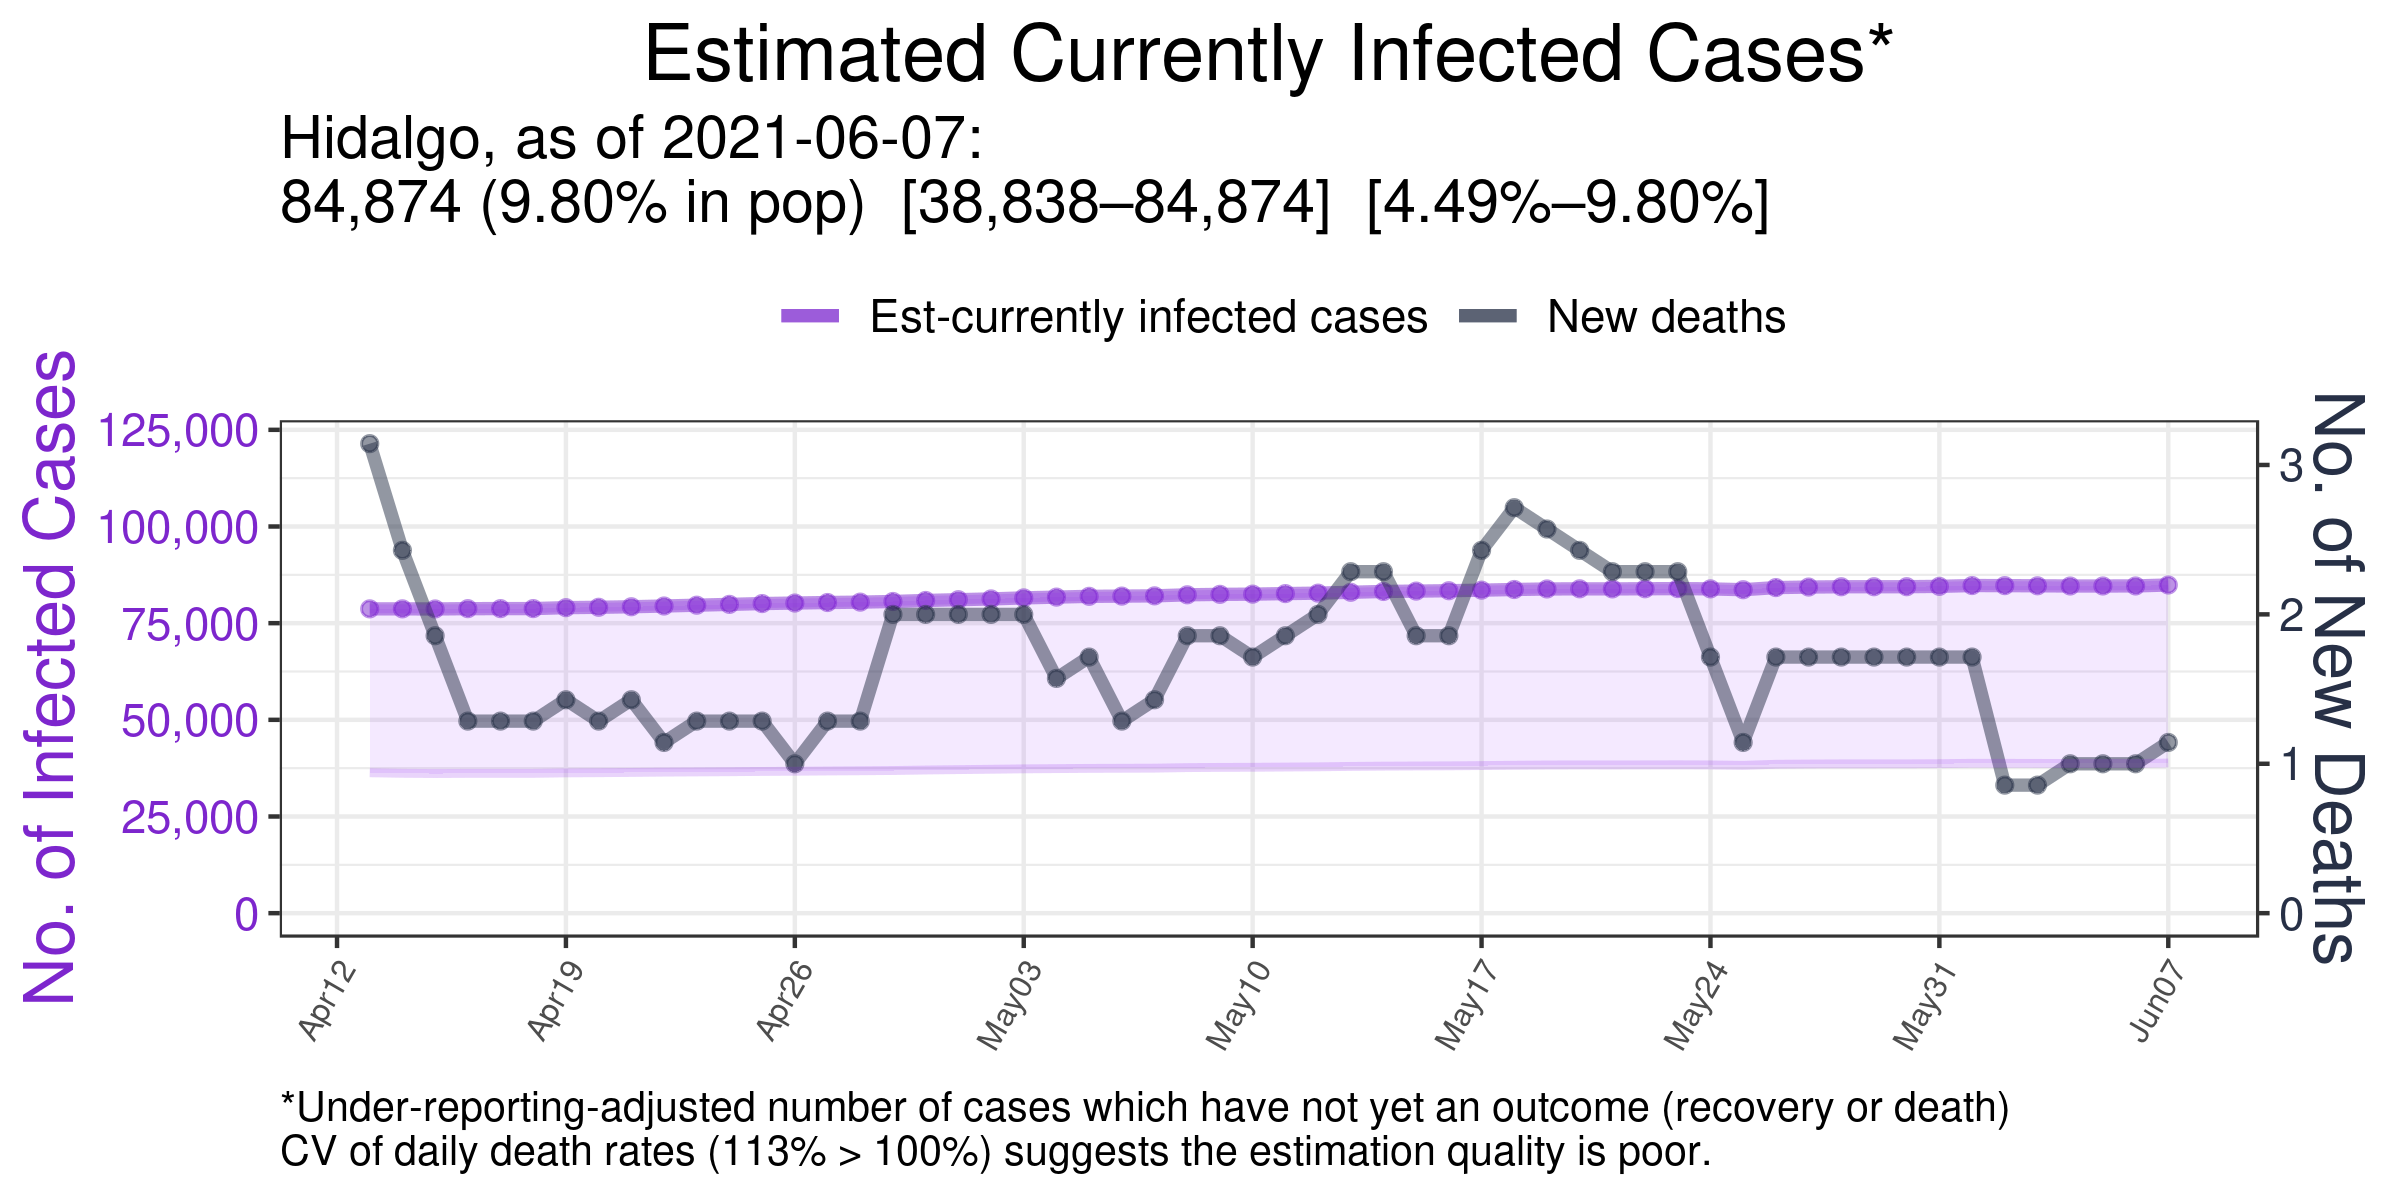 Estimated Currently Infected Cases*
Hidalgo, as of 2021-06-07:
84,874 (9.80% in pop)  [38,838–84,874]  [4.49%–9.80%]
Est-currently infected cases
New deaths
No. of Infected Cases
125,000
100,000
75,000
50,000
25,000
0
3
2
1
0
No. of New Deaths
Apr12
Apr19
Apr26
May03
May10
May17
May24
May31
Jun07
*Under-reporting-adjusted number of cases which have not yet an outcome (recovery or death)
CV of daily death rates (113% > 100%) suggests the estimation quality is poor.